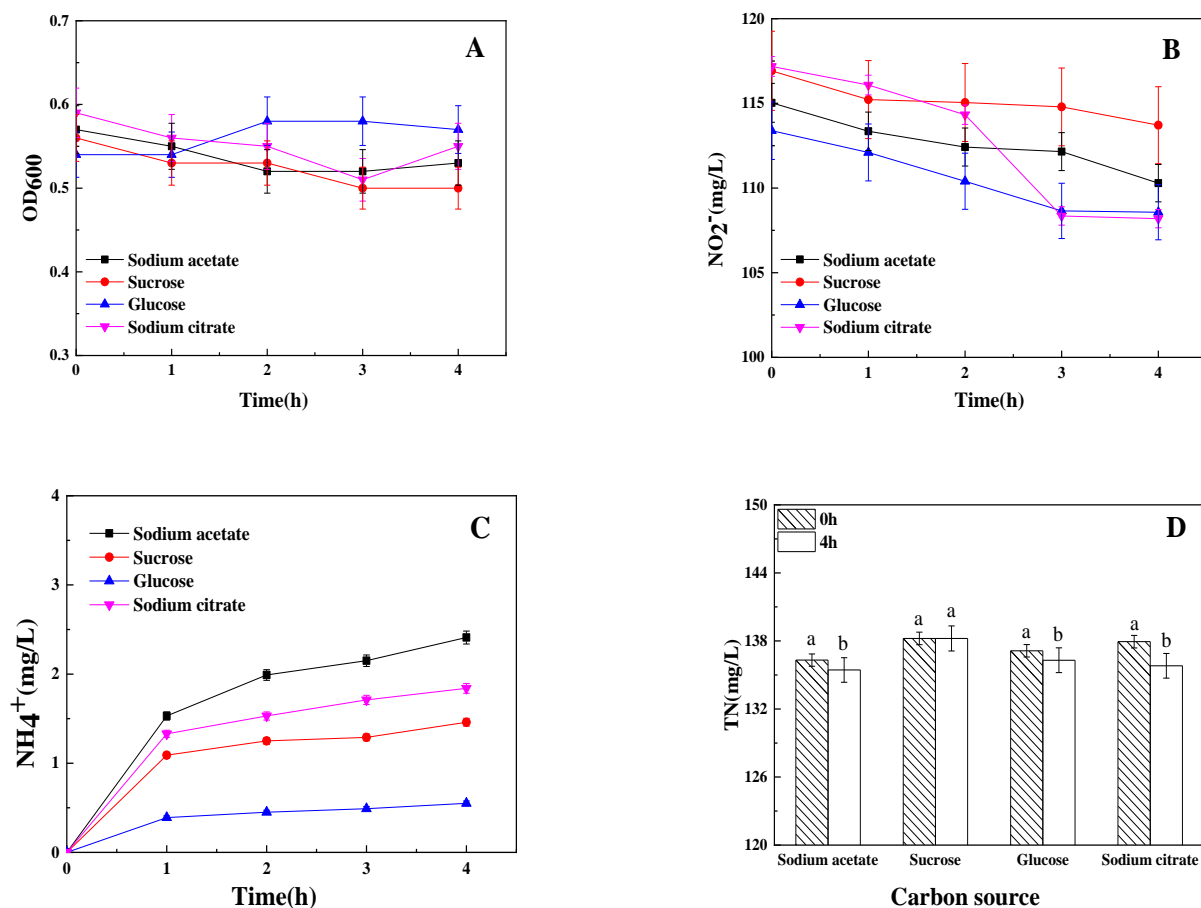 A
0.7
0.6
0.5
0.4
0.3
OD600
Sodium acetate
Sucrose
Glucose
Sodium citrate
0 1 2 3 4
Time(h)
B
120
115
110
105
100
NO2-(mg/L)
Sodium acetate
Sucrose
Glucose
Sodium citrate
0 1 2 3 4
Time(h)
C
4
3
2
1
0
NH4+(mg/L)
Sodium acetate
Sucrose
Glucose
Sodium citrate
0 1 2 3 4
Time(h)
D
150
144
138
132
126
120
TN(mg/L)
0h
4h
a b a a a b a b
Sodium acetate Sucrose Glucose Sodium citrate
Carbon source